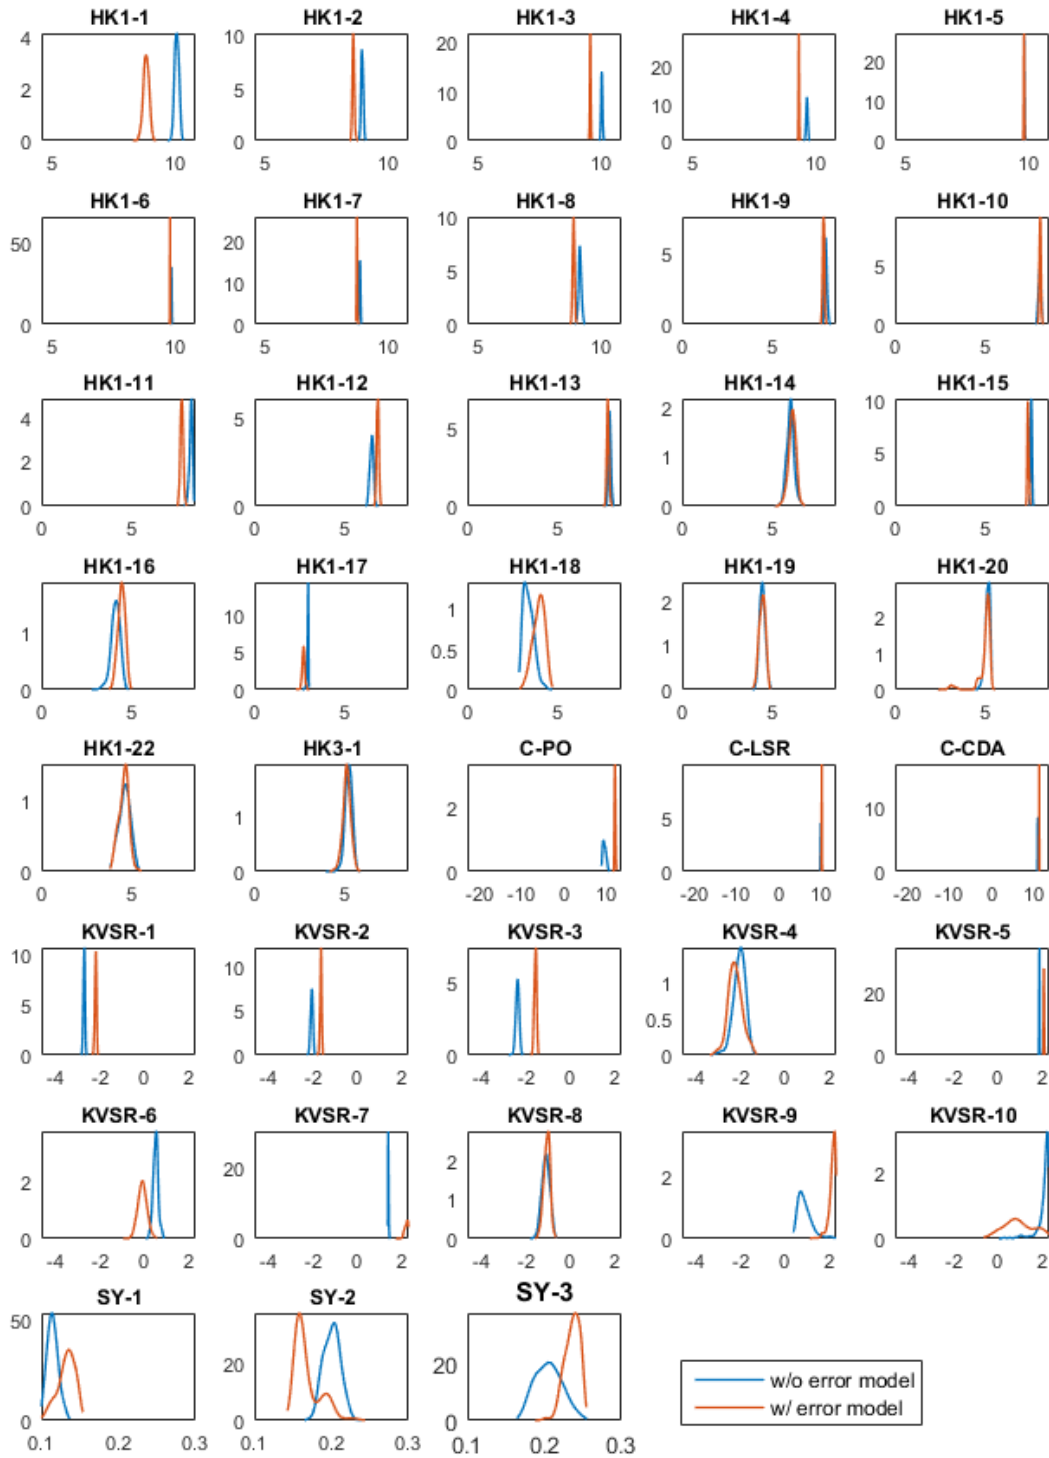 HK1-1 HK1-2 HK1-3 HK1-4 HK1-5
4 10 20 20 20
2 5 10 10 10
0 0 0 0 0
5 10 5 10 5 10 5 10 5 10
HK1-6 HK1-7 HK1-8 HK1-9 HK1-10
50 20 10 5 5
10 5
0 0 0 0 0
5 10 5 10 5 10 0 5 0 5
HK1-11 HK1-12 HK1-13 HK1-14 HK1-15
4 5 5 2 10
2 1 5
0 0 0 0 0
0 5 0 5 0 5 0 5 0 5
HK1-16 HK1-17 HK1-18 HK1-19 HK1-20
1 10 1 2 2
5 0.5 1 1
0 0 0 0 0
0 5 0 5 0 5 0 5 0 5
HK1-22 HK3-1 C-PO C-LSR C-CDA
1 1 2 5 10
0 0 0 0 0
0 5 0 5 -20 -10 0 10 -20 -10 0 10 -20 -10 0 10
KVSR-1 KVSR-2 KVSR-3 KVSR-4 KVSR-5
10 10 5 1 20
5 5 0.5
0 0 0 0 0
-4 -2 0 2 -4 -2 0 2 -4 -2 0 2 -4 -2 0 2 -4 -2 0 2
KVSR-6 KVSR-7 KVSR-8 KVSR-9 KVSR-10
2 20 2 2 2
1
0 0 0 0 0
-4 -2 0 2 -4 -2 0 2 -4 -2 0 2 -4 -2 0 2 -4 -2 0 2
SY-1 SY-2 SY-3
50 20 20
0 0 0
0.1 0.2 0.3 0.1 0.2 0.3 0.1 0.2 0.3
w/o error model
w/ error model